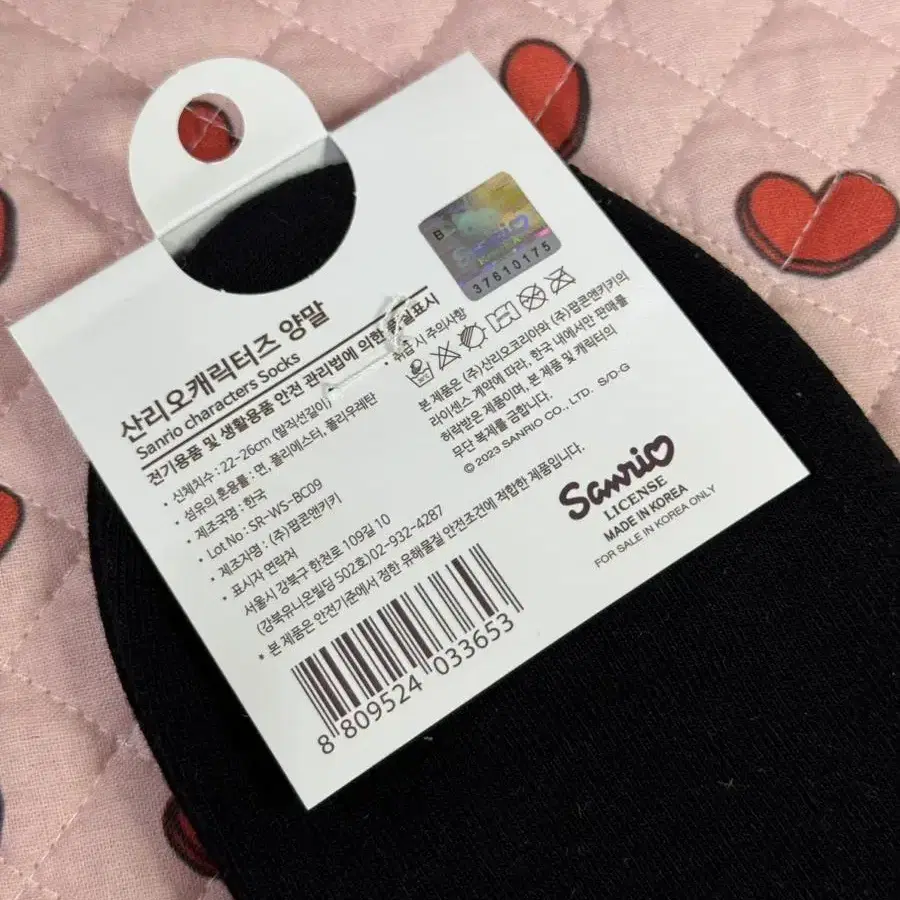 산리오캐릭터즈 양말
Sanrio characters Socks
전기용품 및 생활용품 안전 관리법에 의한 품질표시
• 신체치수 : 22-26cm (발직선길이)
• 섬유의 혼용률 : 면, 폴리에스터, 폴리우레탄
• 제조국명 : 한국
• Lot No : SR-WS-BC09
• 제조자명 : (주)팝콘앤키키
• 표시자 연락처
서울시 강북구 한천로 109길 10
(강북유니온빌딩 502호)02-932-4287
* 본 제품은 안전기준에서 정한 유해물질 안전조건에 적합한 제품입니다.
8 809524 033653
B
Sanrio
KOREA
37610175
• 취급 시 주의사항
본 제품은 (주)산리오코리아와 (주)팝콘앤키키의
라이센스 계약에 따라, 한국 내에서만 판매를
허락받은 제품이며, 본 제품 및 캐릭터의
무단 복제를 금합니다.
© 2023 SANRIO CO., LTD. S/D-G
Sanrio
LICENSE
MADE IN KOREA
FOR SALE IN KOREA ONLY